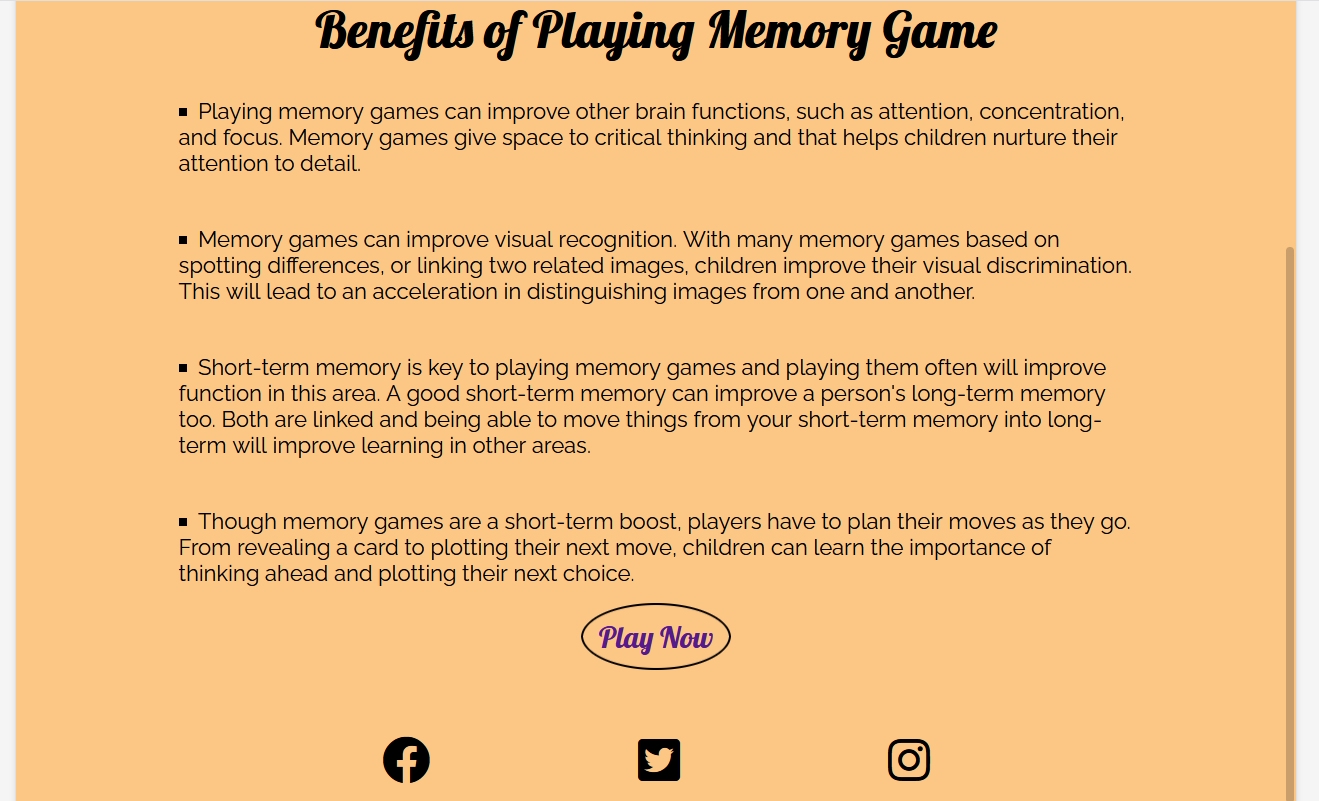 Benefits of Playing Memory Game
▪ Playing memory games can improve other brain functions, such as attention, concentration,
and focus. Memory games give space to critical thinking and that helps children nurture their
attention to detail.
▪ Memory games can improve visual recognition. With many memory games based on
spotting differences, or linking two related images, children improve their visual discrimination.
This will lead to an acceleration in distinguishing images from one and another.
▪ Short-term memory is key to playing memory games and playing them often will improve
function in this area. A good short-term memory can improve a person's long-term memory
too. Both are linked and being able to move things from your short-term memory into long-
term will improve learning in other areas.
▪ Though memory games are a short-term boost, players have to plan their moves as they go.
From revealing a card to plotting their next move, children can learn the importance of
thinking ahead and plotting their next choice.
Play Now